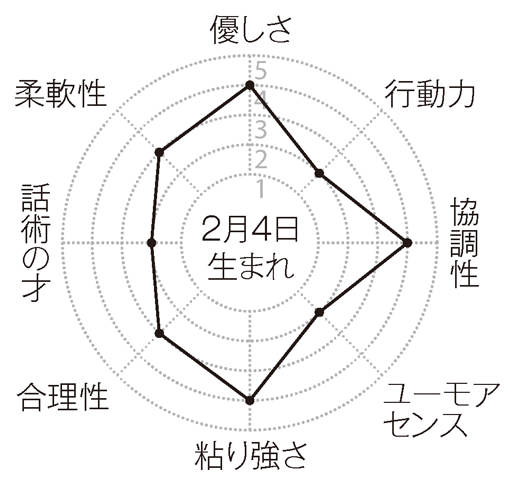 優しさ
行動力
協調性
ユーモア
センス
粘り強さ
合理性
話術の才
柔軟性
5
4
3
2
1
2月4日
生まれ